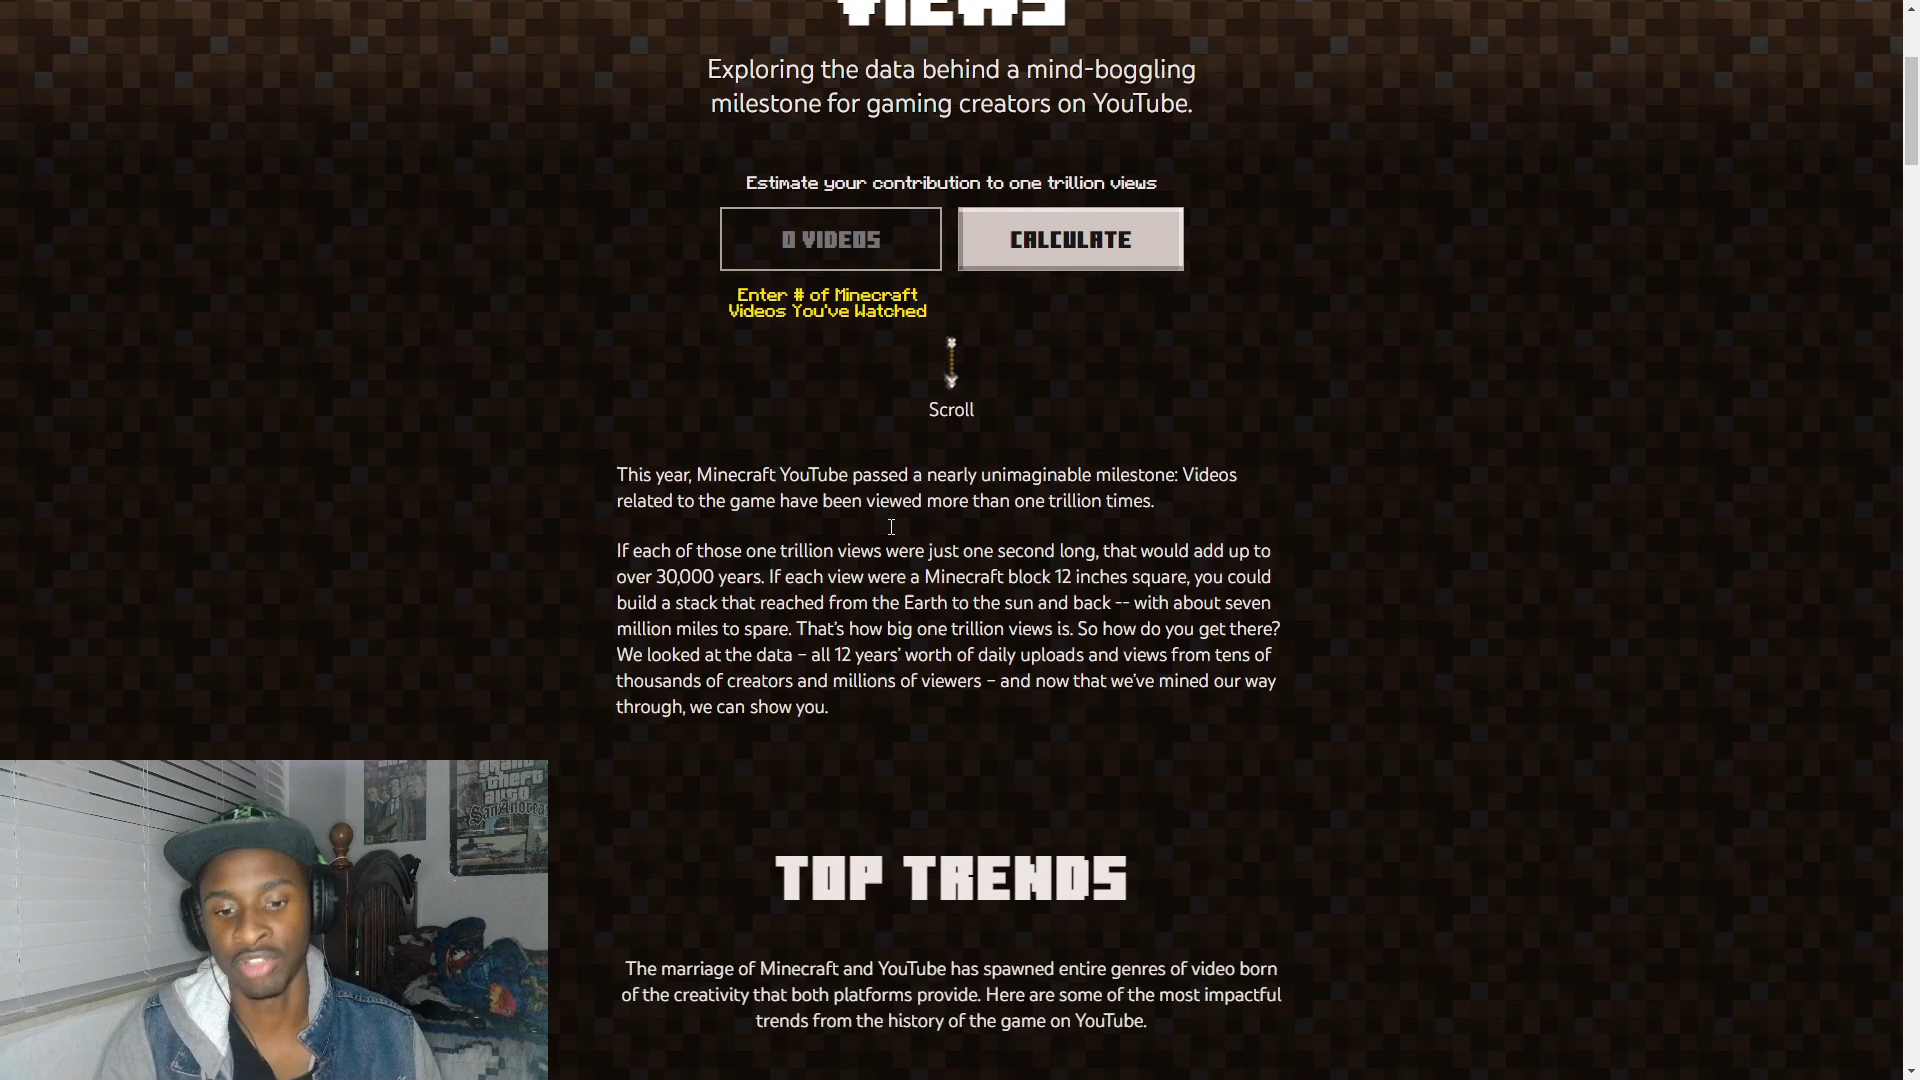 VIEWS
Exploring the data behind a mind-boggling
milestone for gaming creators on YouTube.
Estimate your contribution to one trillion views
0 VIDEOS
CALCULATE
Enter # of Minecraft
Videos You've Watched
Scroll
This year, Minecraft YouTube passed a nearly unimaginable milestone: Videos
related to the game have been viewed more than one trillion times.
If each of those one trillion views were just one second long, that would add up to
over 30,000 years. If each view were a Minecraft block 12 inches square, you could
build a stack that reached from the Earth to the sun and back -- with about seven
million miles to spare. That's how big one trillion views is. So how do you get there?
We looked at the data – all 12 years' worth of daily uploads and views from tens of
thousands of creators and millions of viewers – and now that we've mined our way
through, we can show you.
grand
theft
auto
SanAndreas
TOP TRENDS
The marriage of Minecraft and YouTube has spawned entire genres of video born
of the creativity that both platforms provide. Here are some of the most impactful
trends from the history of the game on YouTube.